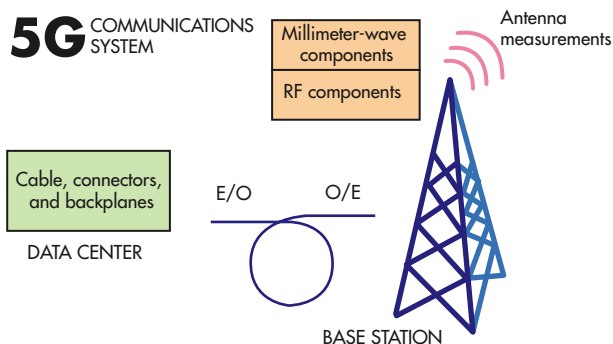 5G COMMUNICATIONS
SYSTEM
Millimeter-wave
components
RF components
Antenna
measurements
Cable, connectors,
and backplanes
DATA CENTER
E/O
O/E
BASE STATION